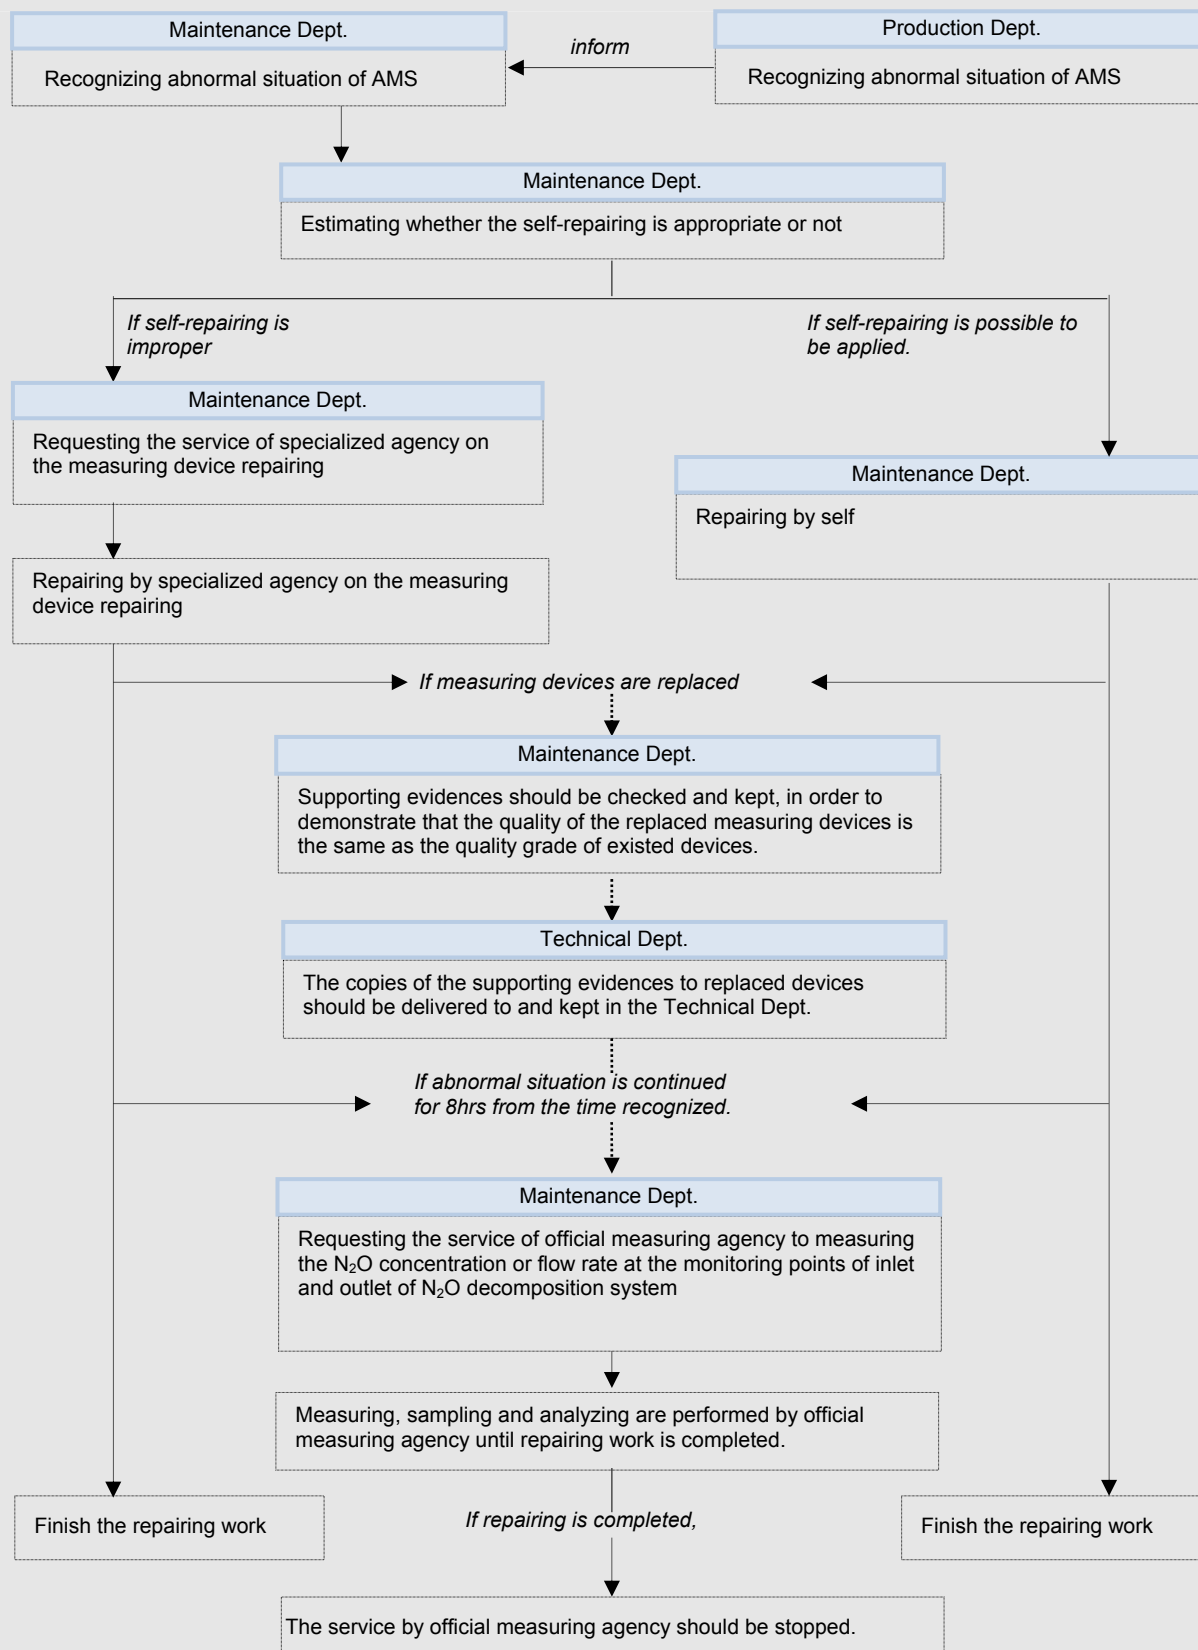 Maintenance Dept.
Recognizing abnormal situation of AMS
inform
Production Dept.
Recognizing abnormal situation of AMS
Maintenance Dept.
Estimating whether the self-repairing is appropriate or not
If self-repairing is
improper
If self-repairing is possible to
be applied.
Maintenance Dept.
Requesting the service of specialized agency on
the measuring device repairing
Maintenance Dept.
Repairing by self
Repairing by specialized agency on the measuring
device repairing
If measuring devices are replaced
Maintenance Dept.
Supporting evidences should be checked and kept, in order to
demonstrate that the quality of the replaced measuring devices is
the same as the quality grade of existed devices.
Technical Dept.
The copies of the supporting evidences to replaced devices
should be delivered to and kept in the Technical Dept.
If abnormal situation is continued
for 8hrs from the time recognized.
Maintenance Dept.
Requesting the service of official measuring agency to measuring
the N₂O concentration or flow rate at the monitoring points of inlet
and outlet of N₂O decomposition system
Measuring, sampling and analyzing are performed by official
measuring agency until repairing work is completed.
Finish the repairing work
If repairing is completed,
Finish the repairing work
The service by official measuring agency should be stopped.